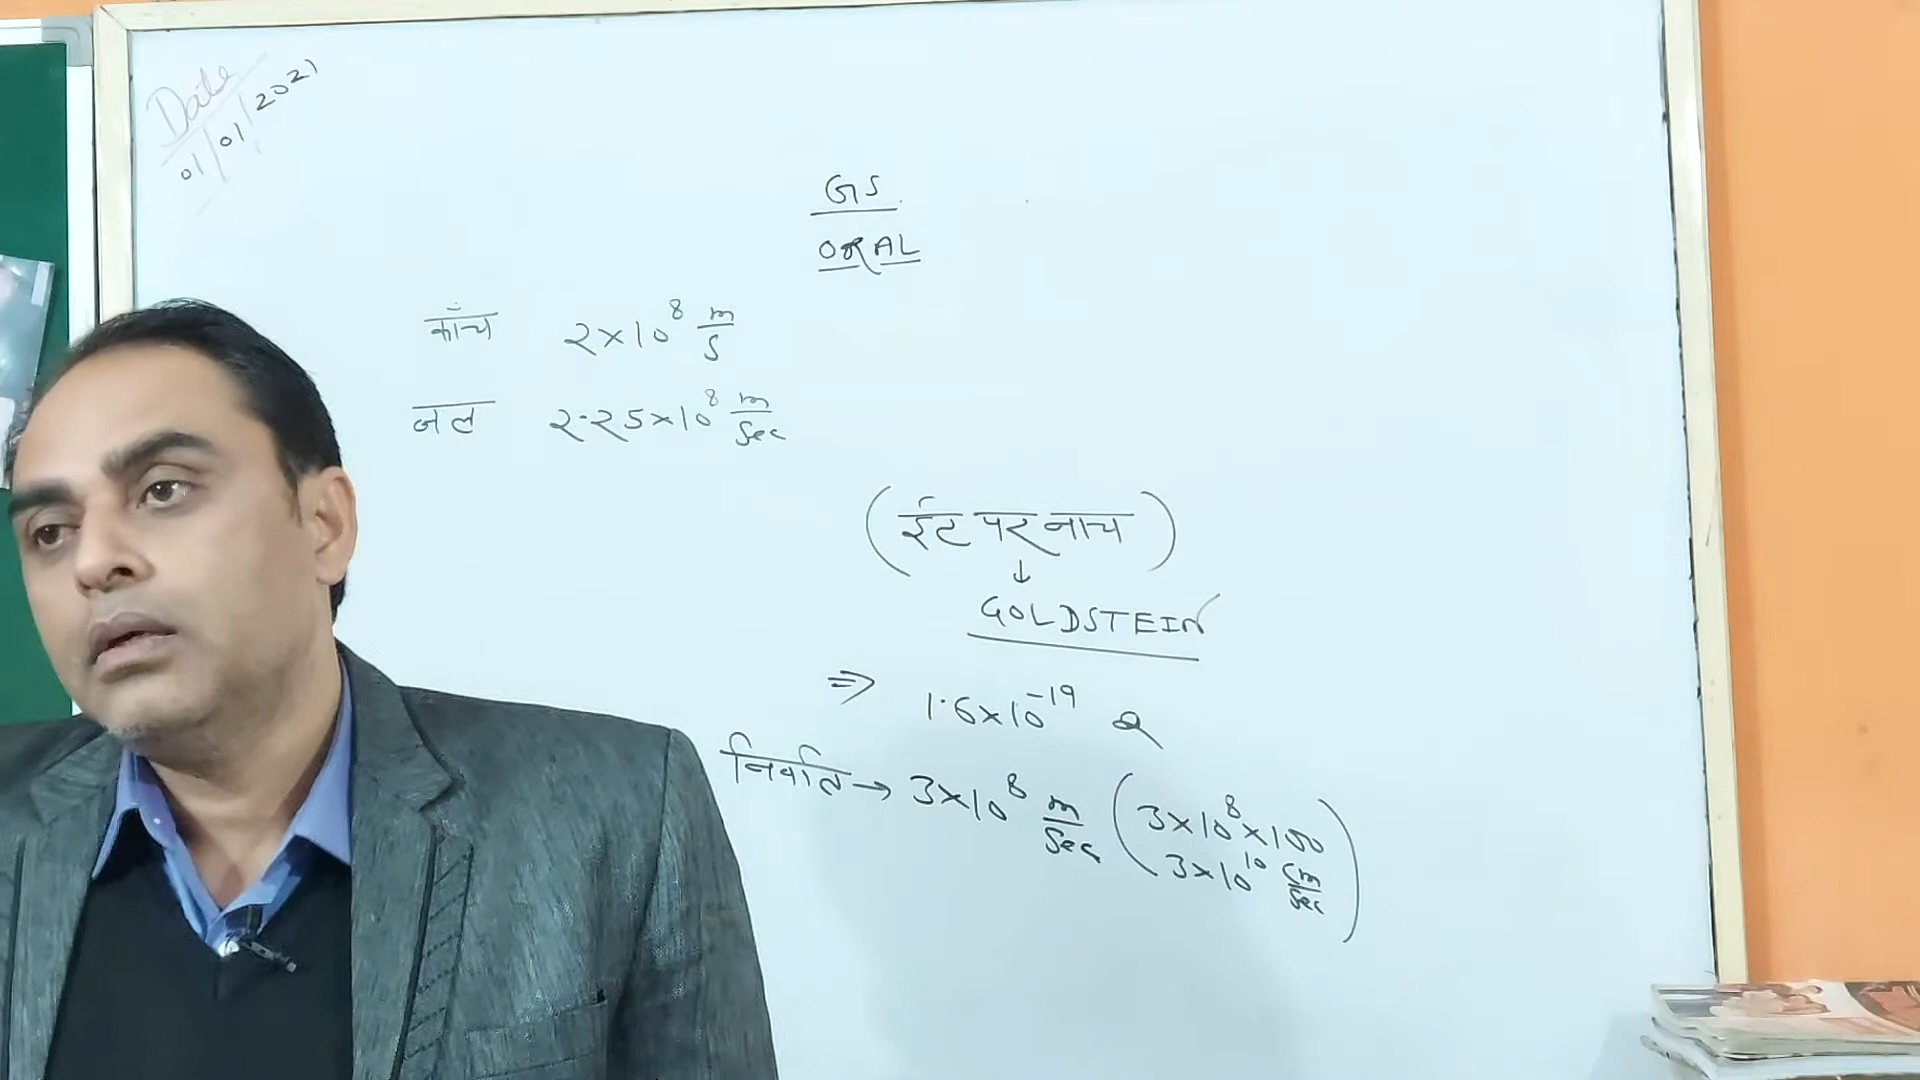 Date
01/01/2021
GS
ORAL
काँच 2×10⁸ m/s
जल 2.25×10⁸ m/sec
(ईट पर नाच)
↓
GOLDSTEIN
⇒ 1.6×10⁻¹⁹
निर्वात → 3×10⁸ m/sec (3×10⁸×100
3×10¹⁰ cm/sec)